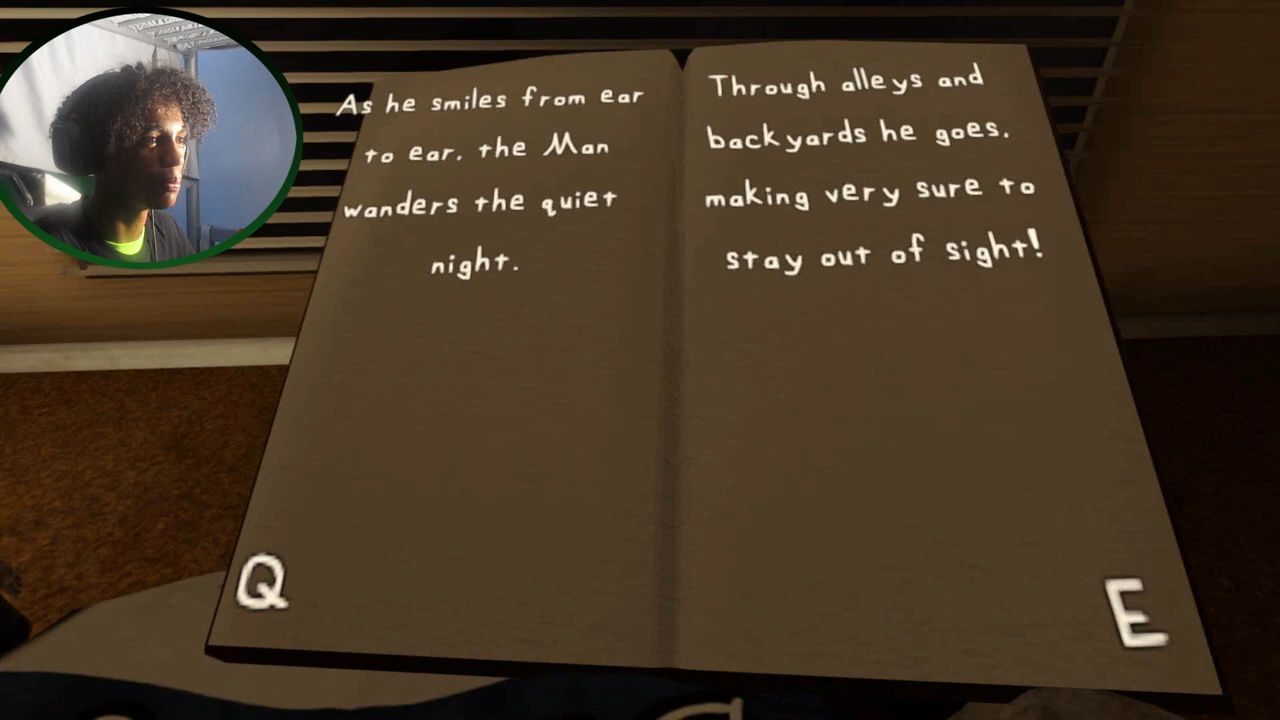 As he smiles from ear
to ear. the Man
wanders the quiet
night.
Through alleys and
backyards he goes.
making very sure to
stay out of sight!
Q
E